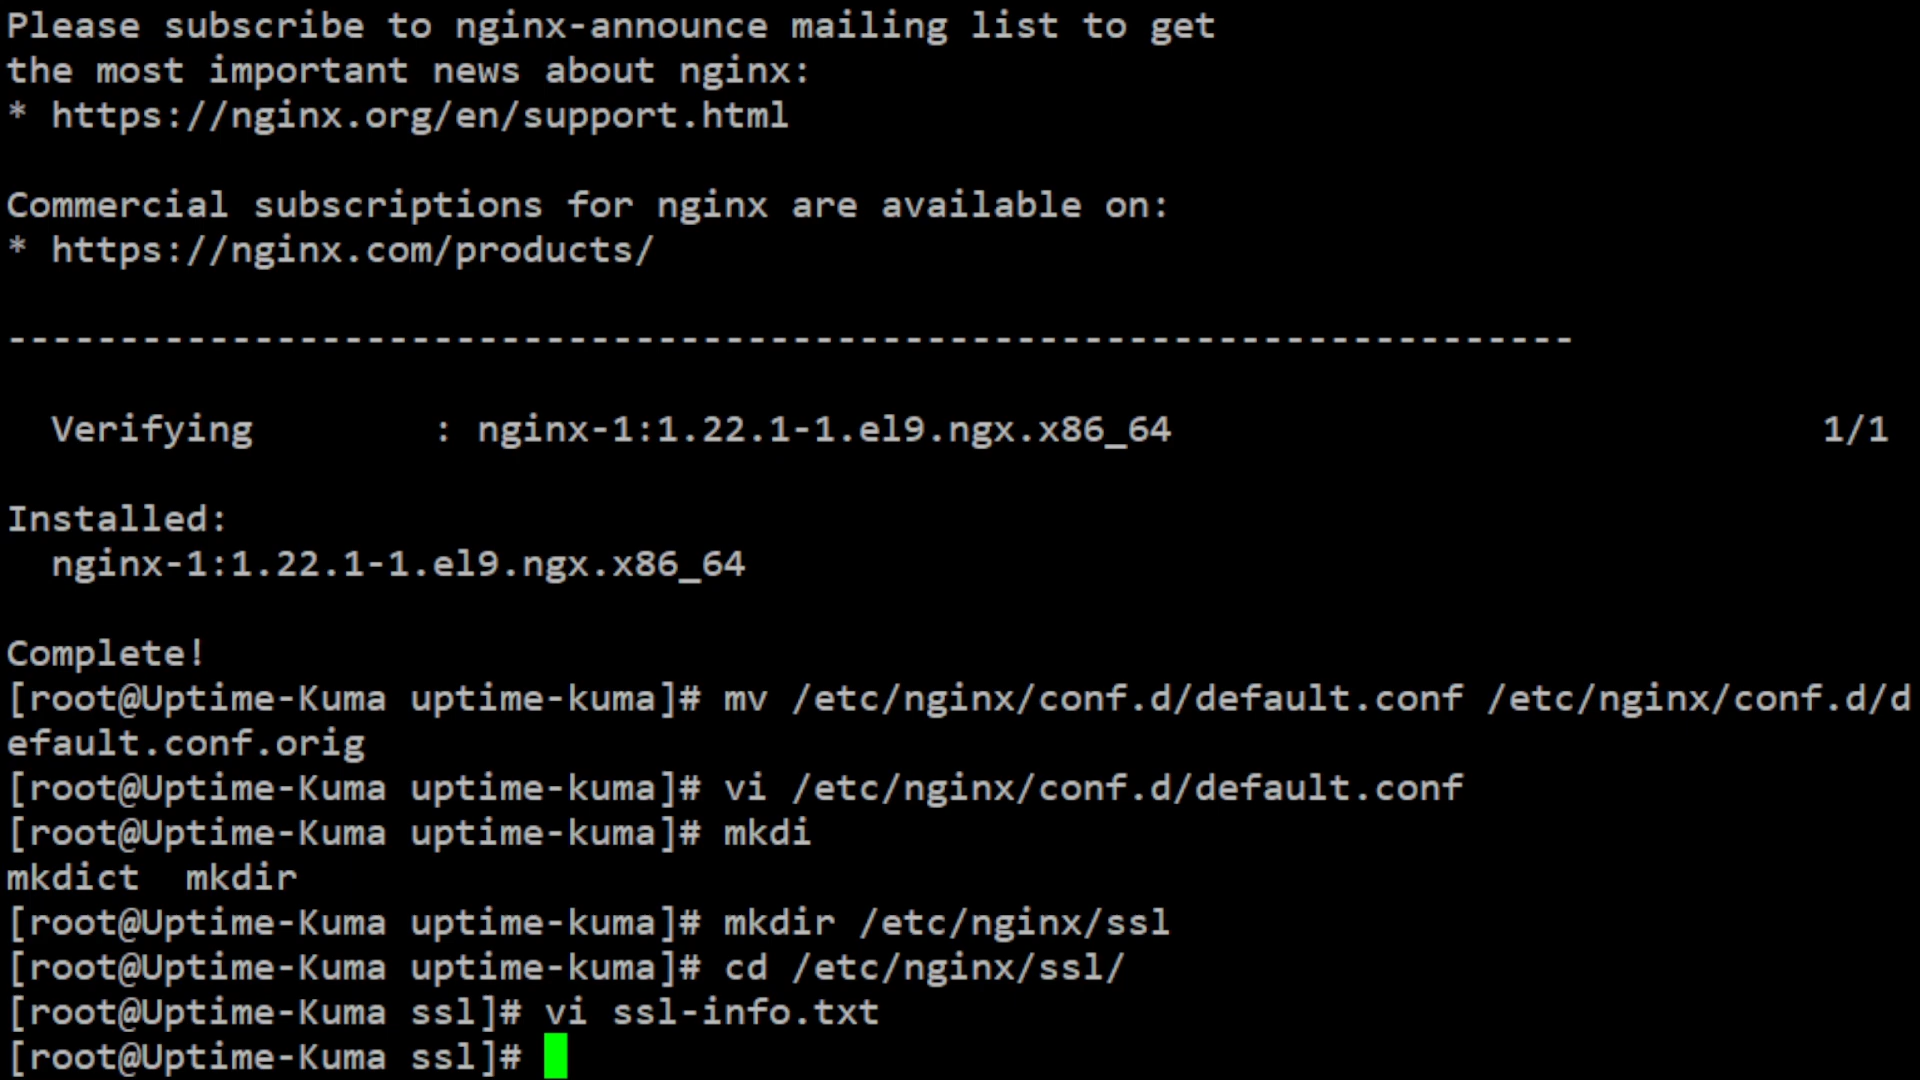 Please subscribe to nginx-announce mailing list to get
the most important news about nginx:
* https://nginx.org/en/support.html
Commercial subscriptions for nginx are available on:
* https://nginx.com/products/
----------------------------------------------------------------------
  Verifying        : nginx-1:1.22.1-1.el9.ngx.x86_64                             1/1
Installed:
  nginx-1:1.22.1-1.el9.ngx.x86_64
Complete!
[root@Uptime-Kuma uptime-kuma]# mv /etc/nginx/conf.d/default.conf /etc/nginx/conf.d/d
efault.conf.orig
[root@Uptime-Kuma uptime-kuma]# vi /etc/nginx/conf.d/default.conf
[root@Uptime-Kuma uptime-kuma]# mkdi
mkdict  mkdir
[root@Uptime-Kuma uptime-kuma]# mkdir /etc/nginx/ssl
[root@Uptime-Kuma uptime-kuma]# cd /etc/nginx/ssl/
[root@Uptime-Kuma ssl]# vi ssl-info.txt
[root@Uptime-Kuma ssl]#